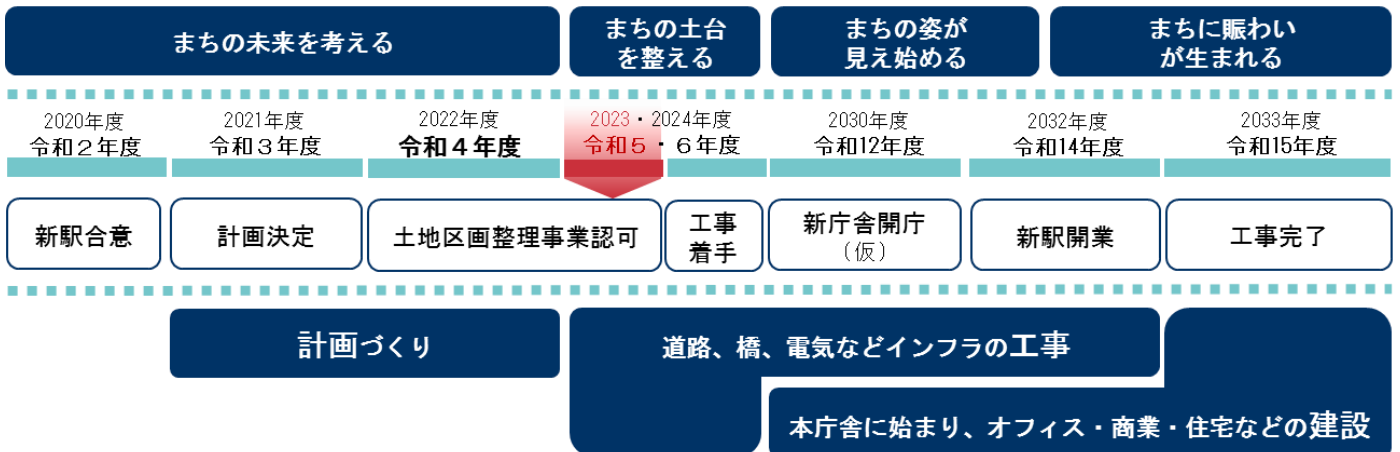 まちの未来を考える
まちの土台
を整える
まちの姿が
見え始める
まちに賑わい
が生まれる
2020年度
令和２年度
2021年度
令和３年度
2022年度
令和４年度
2023・2024年度
令和５・６年度
2030年度
令和12年度
2032年度
令和14年度
2033年度
令和15年度
新駅合意
計画決定
土地区画整理事業認可
工事
着手
新庁舎開庁
（仮）
新駅開業
工事完了
計画づくり
道路、橋、電気などインフラの工事
本庁舎に始まり、オフィス・商業・住宅などの建設